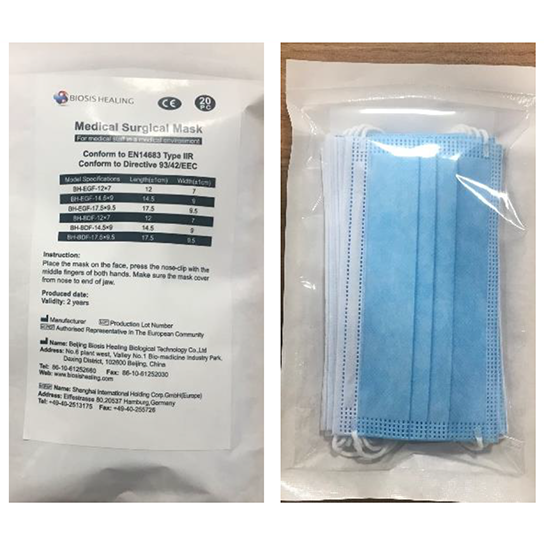 BIOSIS HEALING
CE
20 PC
Medical Surgical Mask
For medical staff in a medical environment
Conform to EN14683 Type IIR
Conform to Directive 93/42/EEC
Model Specifications Length(±1cm) Width(±1cm)
BH-EGF-12×7 12 7
BH-EGF-14.5×9 14.5 9
BH-EGF-17.5×9.5 17.5 9.5
BH-BDF-12×7 12 7
BH-BDF-14.5×9 14.5 9
BH-BDF-17.5×9.5 17.5 9.5
Instruction:
Place the mask on the face, press the nose-clip with the
middle fingers of both hands. Make sure the mask cover
from nose to end of jaw.
Produced date:
Validity: 2 years
Manufacturer LOT Production Lot Number
EC REP Authorised Representative In The European Community
Name: Beijing Biosis Healing Biological Technology Co.,Ltd
Address: No.6 plant west, Valley No.1 Bio-medicine Industry Park,
Daxing District, 102600 Beijing, China
Tel: 86-10-61252660 Fax: 86-10-61252030
Web: www.biosishealing.com
EC REP Name: Shanghai International Holding Corp.GmbH(Europe)
Address: Eiffestrasse 80,20537 Hamburg,Germany
Tel: +49-40-2513175 Fax: +49-40-255726